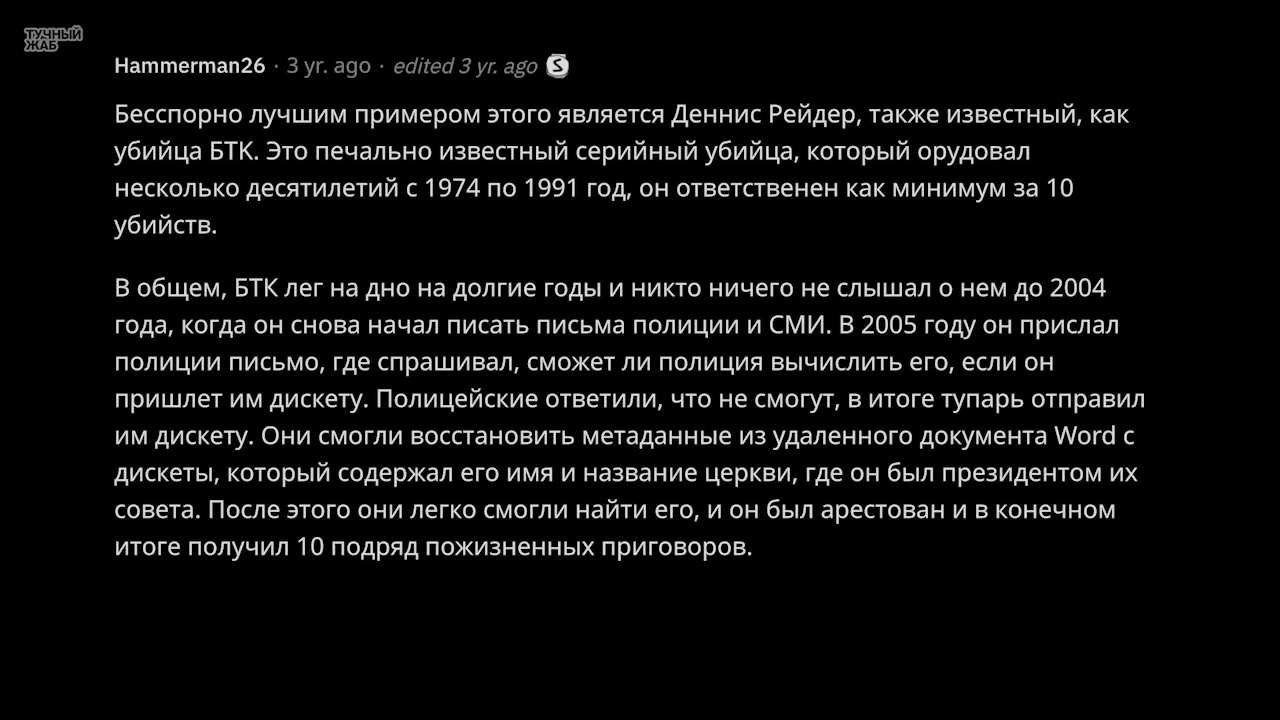 ТУЧНЫЙ
ЖАБ
Hammerman26 · 3 yr. ago · edited 3 yr. ago
Бесспорно лучшим примером этого является Деннис Рейдер, также известный, как
убийца БТК. Это печально известный серийный убийца, который орудовал
несколько десятилетий с 1974 по 1991 год, он ответственен как минимум за 10
убийств.
В общем, БТК лег на дно на долгие годы и никто ничего не слышал о нем до 2004
года, когда он снова начал писать письма полиции и СМИ. В 2005 году он прислал
полиции письмо, где спрашивал, сможет ли полиция вычислить его, если он
пришлет им дискету. Полицейские ответили, что не смогут, в итоге тупарь отправил
им дискету. Они смогли восстановить метаданные из удаленного документа Word с
дискеты, который содержал его имя и название церкви, где он был президентом их
совета. После этого они легко смогли найти его, и он был арестован и в конечном
итоге получил 10 подряд пожизненных приговоров.